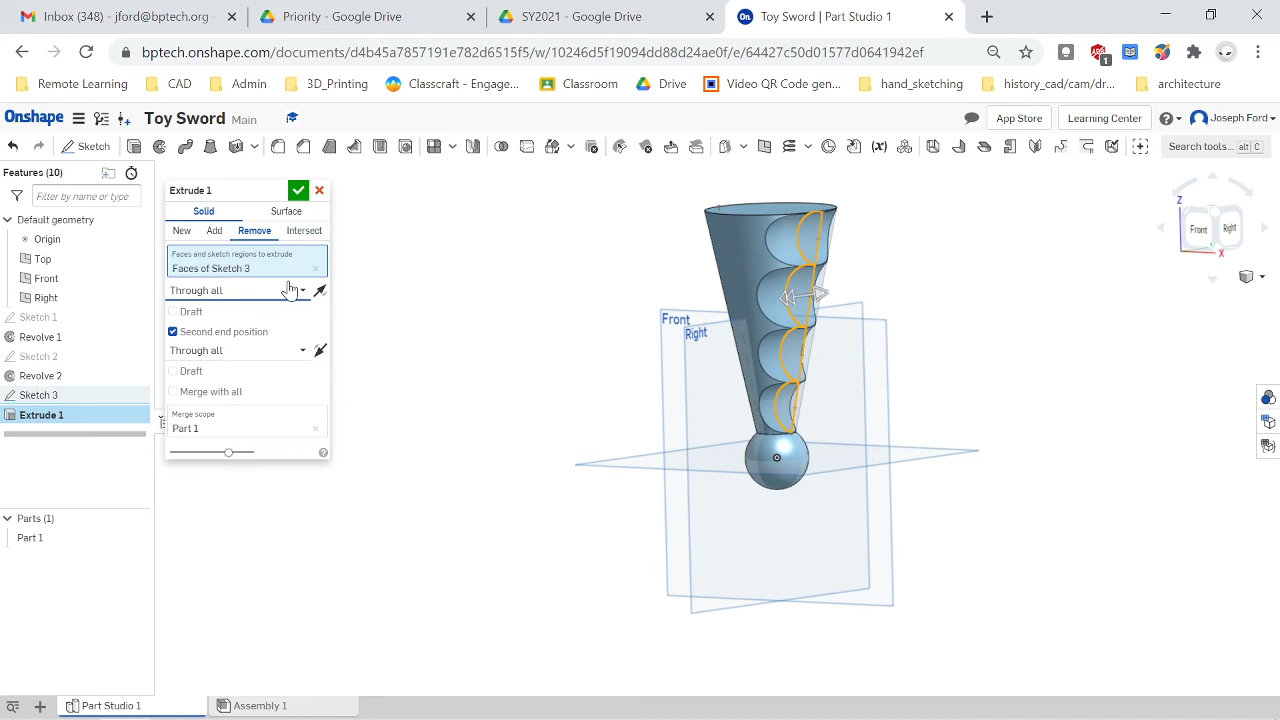 Inbox (348) - jford@bptech.org
Priority - Google Drive
SY2021 - Google Drive
Toy Sword | Part Studio 1
bptech.onshape.com/documents/d4b45a7857191e782d6515f5/w/10246d5f19094dd88d24ae0f/e/64427c50d01577d0641942ef
1
Remote Learning
CAD
Admin
3D_Printing
Classcraft - Engage...
Classroom
Drive
Video QR Code gen...
hand_sketching
history_cad/cam/dr...
architecture
Onshape
Toy Sword Main
App Store
Learning Center
Joseph Ford
Sketch
Search tools... alt C
Features (10)
Filter by name or type
Default geometry
Origin
Top
Front
Right
Sketch 1
Revolve 1
Sketch 2
Revolve 2
Sketch 3
Extrude 1
Parts (1)
Part 1
Extrude 1
Solid Surface
New Add Remove Intersect
Faces and sketch regions to extrude
Faces of Sketch 3
Through all
Draft
Second end position
Through all
Draft
Merge with all
Merge scope
Part 1
Front
Right
Z
Front Right
X
Part Studio 1
Assembly 1